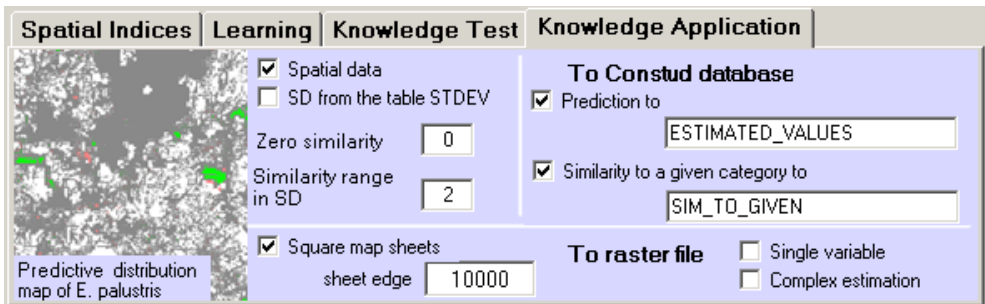 Spatial Indices Learning Knowledge Test Knowledge Application
Spatial data
SD from the table STDEV
Zero similarity 0
Similarity range
in SD 2
To Constud database
Prediction to
ESTIMATED_VALUES
Similarity to a given category to
SIM_TO_GIVEN
Predictive distribution
map of E. palustris
Square map sheets
sheet edge 10000
To raster file
Single variable
Complex estimation